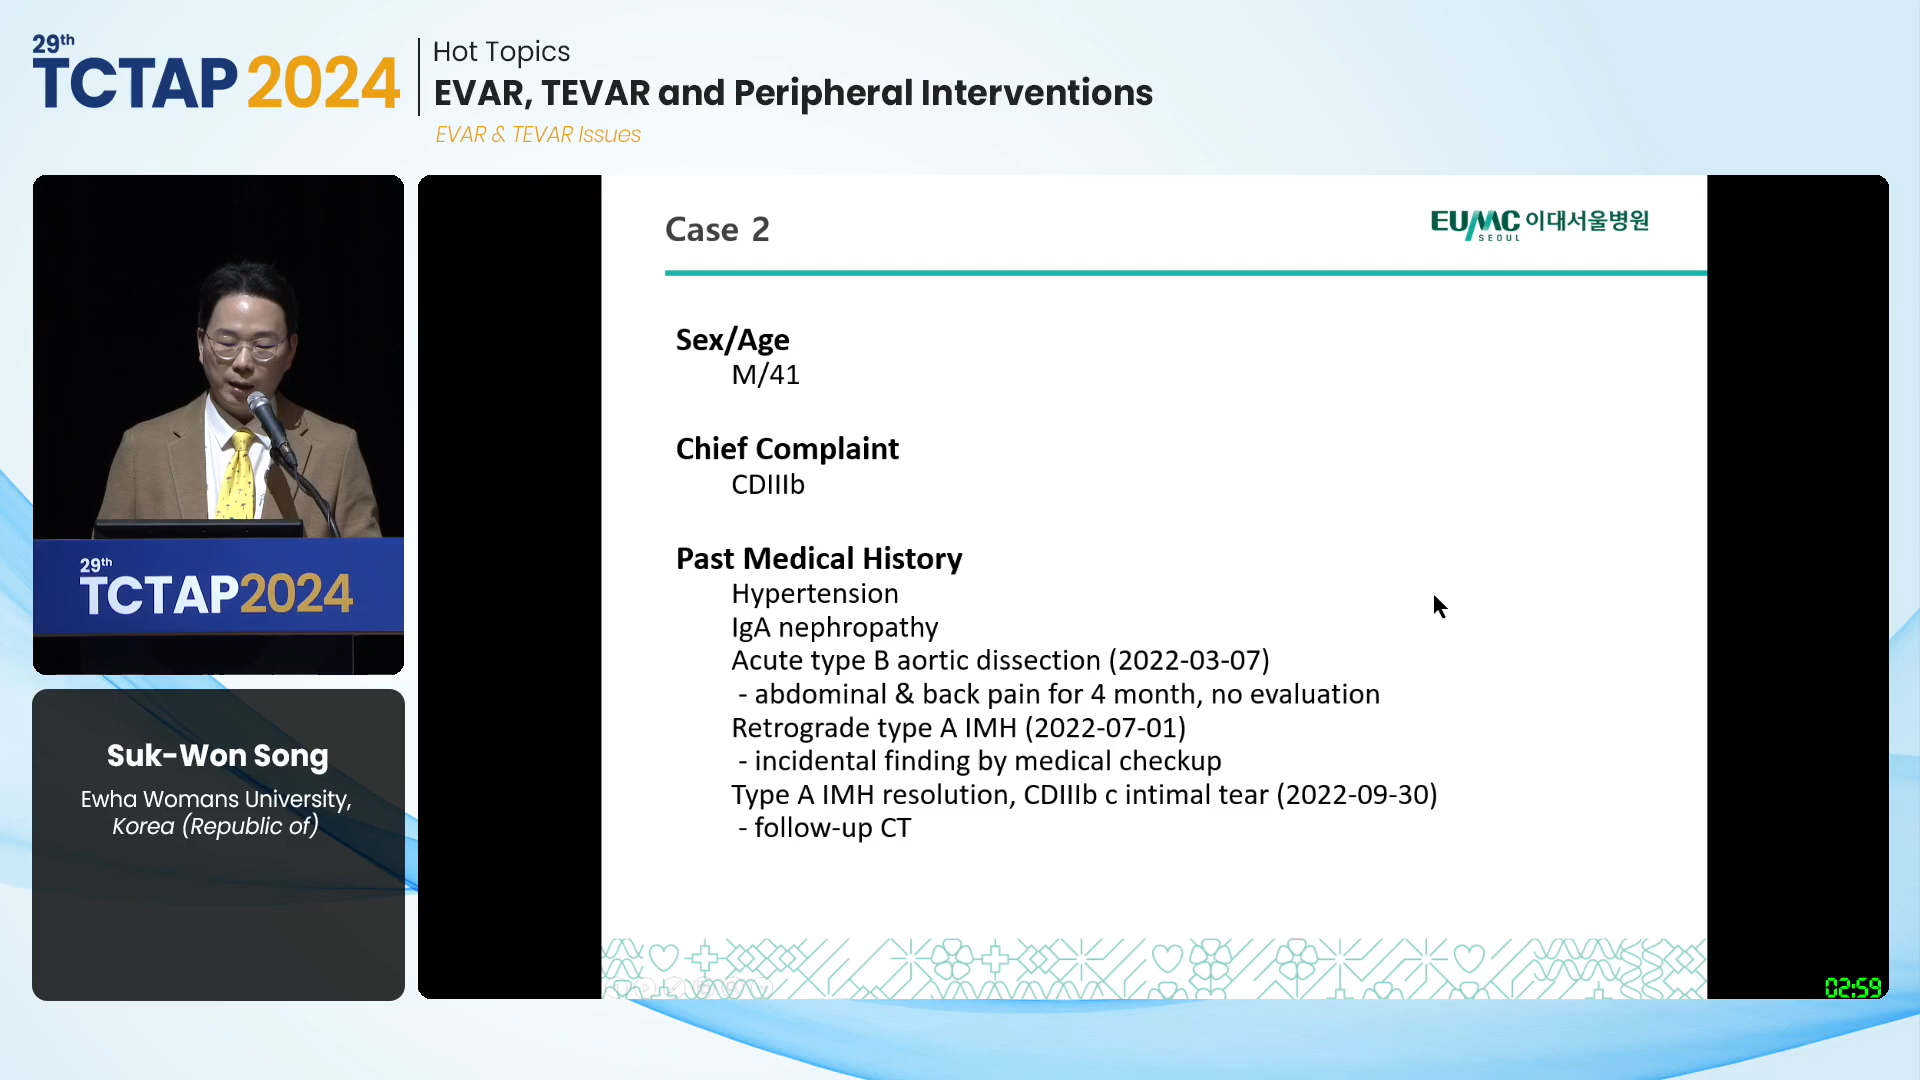 29th
TCTAP 2024
Hot Topics
EVAR, TEVAR and Peripheral Interventions
EVAR & TEVAR Issues
29th
TCTAP2024
Suk-Won Song
Ewha Womans University,
Korea (Republic of)
Case 2
EUMC 이대서울병원
SEOUL
Sex/Age
M/41
Chief Complaint
CDIIIb
Past Medical History
Hypertension
IgA nephropathy
Acute type B aortic dissection (2022-03-07)
- abdominal & back pain for 4 month, no evaluation
Retrograde type A IMH (2022-07-01)
- incidental finding by medical checkup
Type A IMH resolution, CDIIIb c intimal tear (2022-09-30)
- follow-up CT
02:59